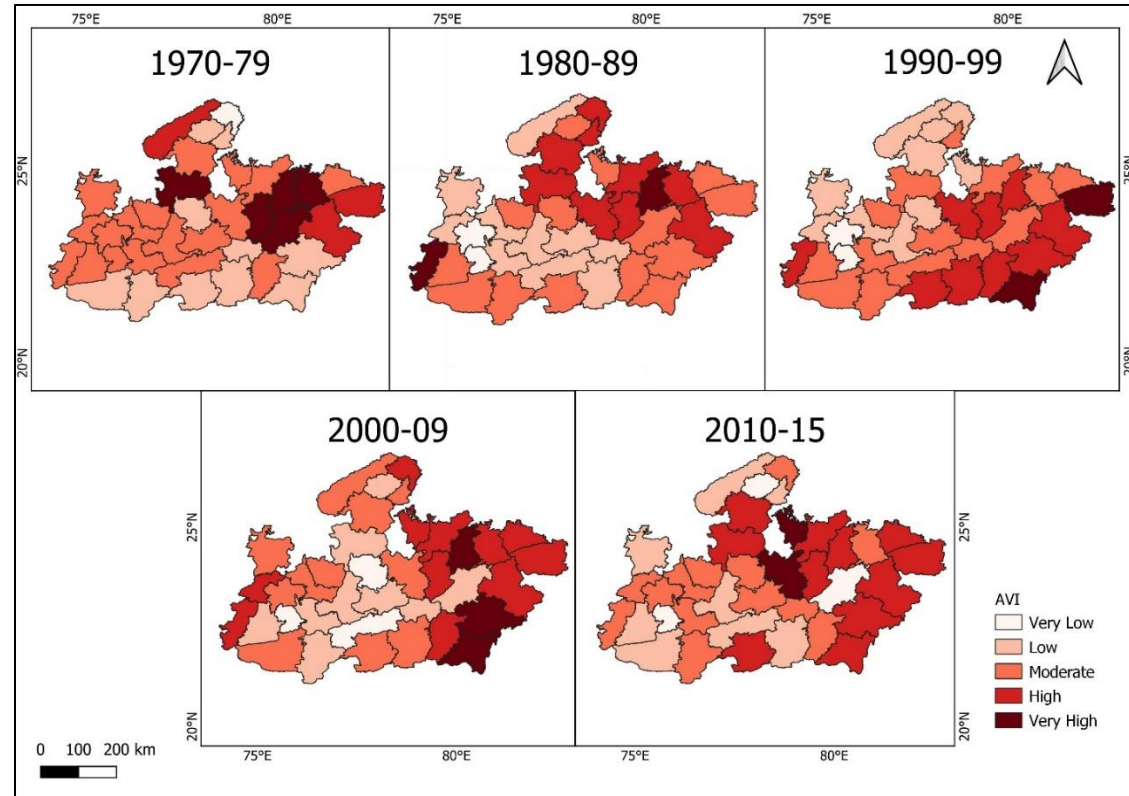 75°E 80°E 75°E 80°E 75°E 80°E
1970-79 1980-89 1990-99
25°N 25°N
20°N 20°N
2000-09 2010-15
25°N 25°N
AVI
Very Low
Low
Moderate
High
Very High
20°N 20°N
0 100 200 km
75°E 80°E 75°E 80°E